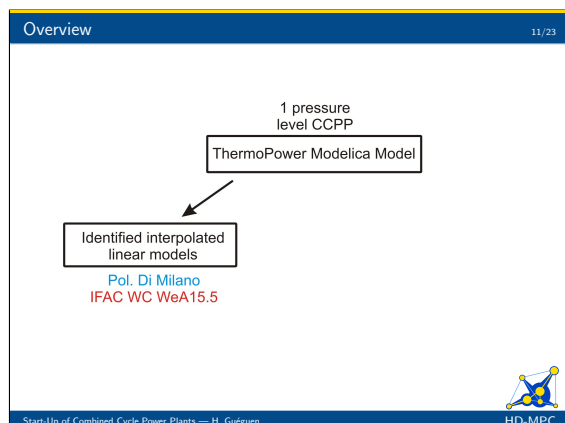 Overview
11/23
1 pressure
level CCPP
ThermoPower Modelica Model
Identified interpolated
linear models
Pol. Di Milano
IFAC WC WeA15.5
Start-Up of Combined Cycle Power Plants — H. Guéguen
HD-MPC